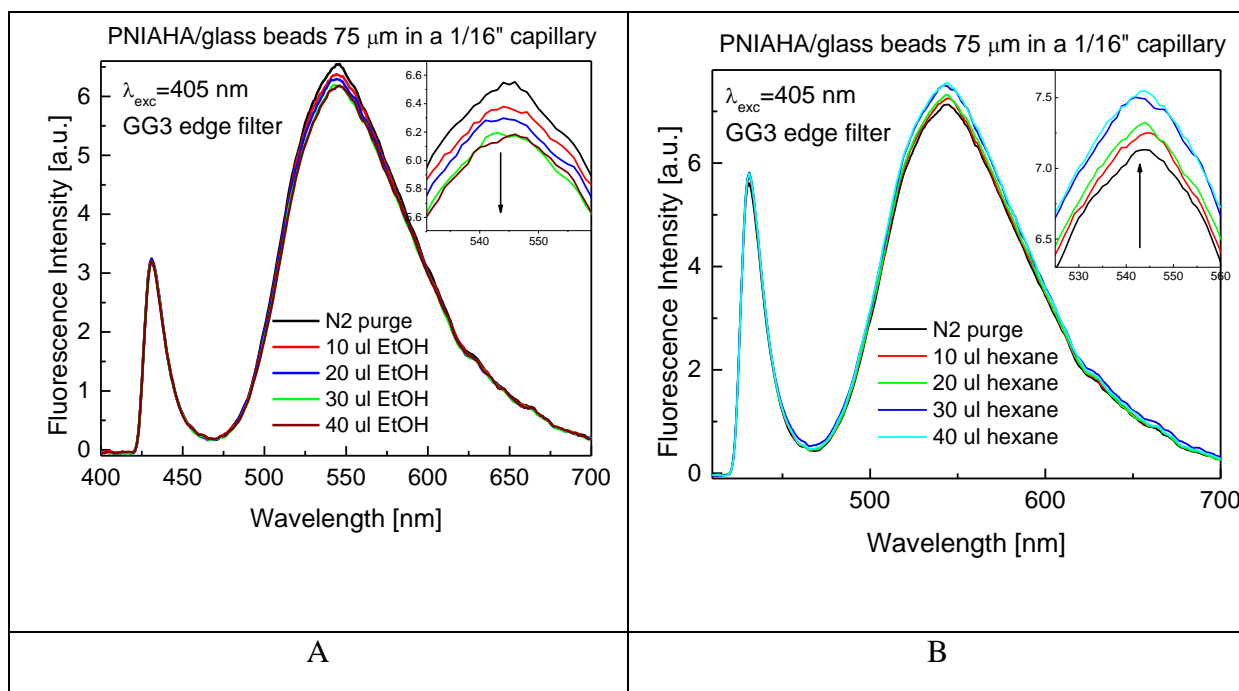 PNIAHA/glass beads 75 μm in a 1/16" capillary
λexc=405 nm
GG3 edge filter
6.6
6.4
6.2
6.0
5.8
5.6
540 550
N2 purge
10 ul EtOH
20 ul EtOH
30 ul EtOH
40 ul EtOH
6
5
4
3
2
1
0
400 450 500 550 600 650 700
Fluorescence Intensity [a.u.]
Wavelength [nm]
A
PNIAHA/glass beads 75 μm in a 1/16" capillary
λexc=405 nm
GG3 edge filter
7.5
7.0
6.5
530 540 550 560
N2 purge
10 ul hexane
20 ul hexane
30 ul hexane
40 ul hexane
6
4
2
0
500 600 700
Fluorescence Intensity [a.u.]
Wavelength [nm]
B